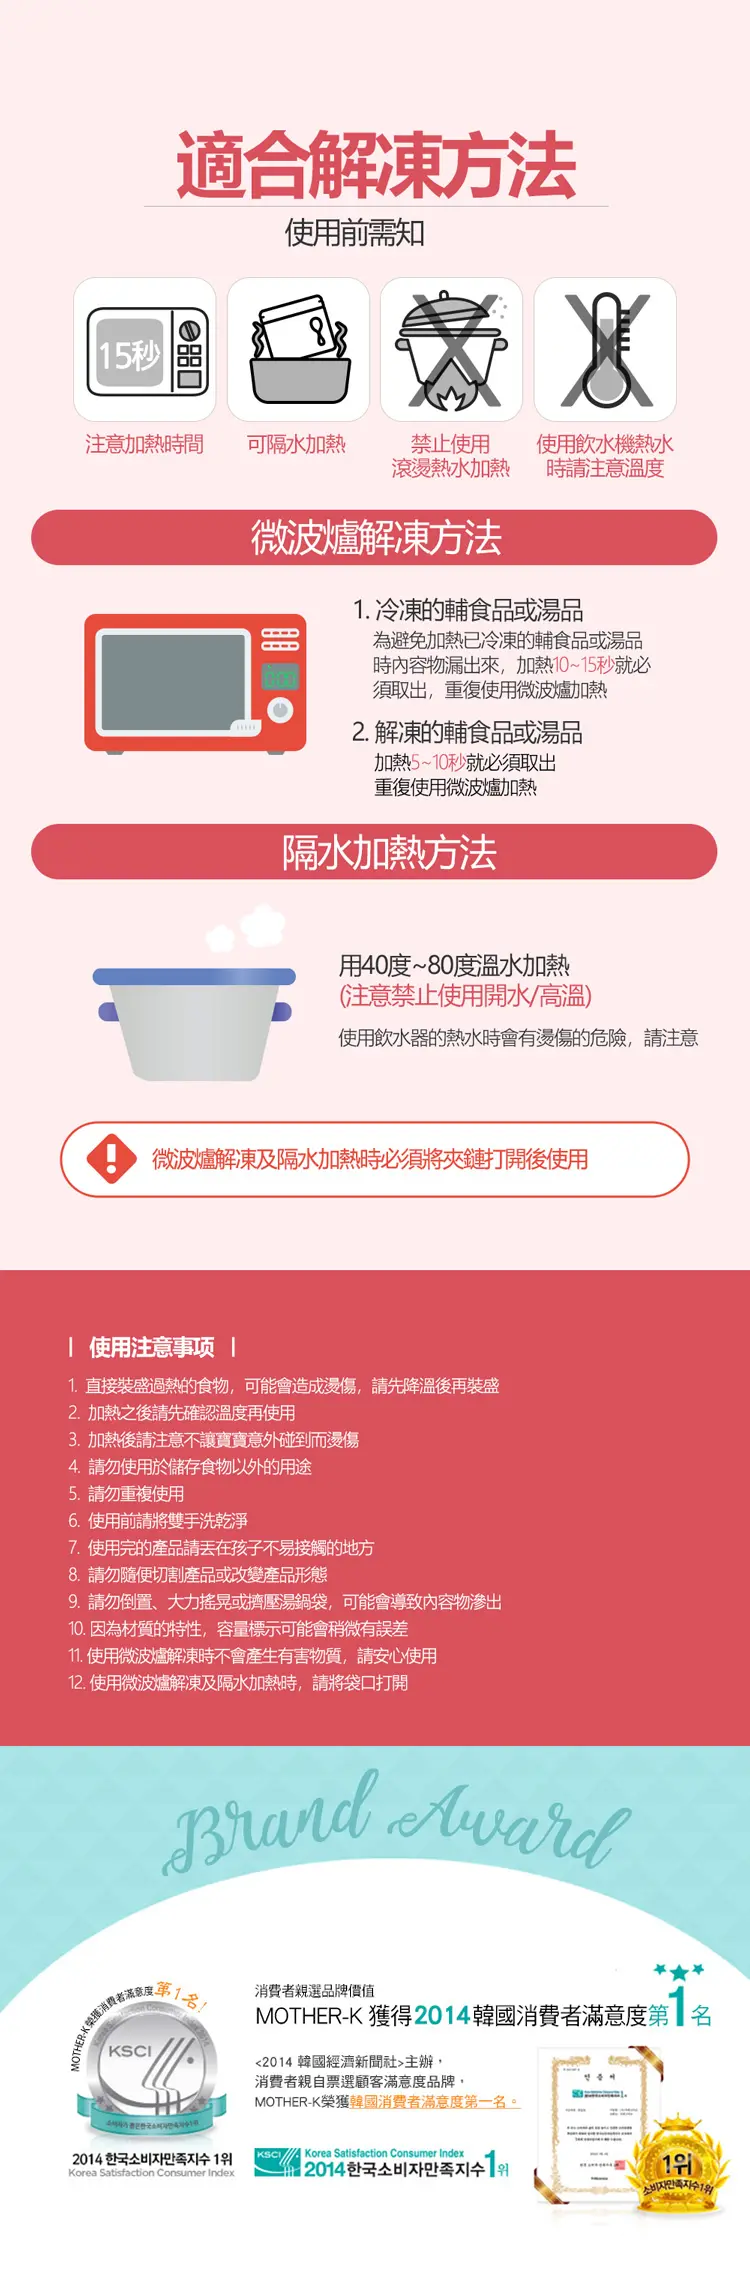 適合解凍方法
使用前需知
15秒
注意加熱時間
可隔水加熱
禁止使用
滾燙熱水加熱
使用飲水機熱水
時請注意溫度
微波爐解凍方法
1. 冷凍的輔食品或湯品
為避免加熱已冷凍的輔食品或湯品
時內容物漏出來，加熱10~15秒就必
須取出，重復使用微波爐加熱
2. 解凍的輔食品或湯品
加熱5~10秒就必須取出
重復使用微波爐加熱
隔水加熱方法
用40度~80度溫水加熱
(注意禁止使用開水/高溫)
使用飲水器的熱水時會有燙傷的危險，請注意
微波爐解凍及隔水加熱時必須將夾鏈打開後使用
使用注意事项
1. 直接裝盛過熱的食物，可能會造成燙傷，請先降溫後再裝盛
2. 加熱之後請先確認溫度再使用
3. 加熱後請注意不讓寶寶意外碰到而燙傷
4. 請勿使用於儲存食物以外的用途
5. 請勿重複使用
6. 使用前請將雙手洗乾淨
7. 使用完的產品請丟在孩子不易接觸的地方
8. 請勿隨便切割產品或改變產品形態
9. 請勿倒置、大力搖晃或擠壓湯鍋袋，可能會導致內容物滲出
10. 因為材質的特性，容量標示可能會稍微有誤差
11. 使用微波爐解凍時不會產生有害物質，請安心使用
12. 使用微波爐解凍及隔水加熱時，請將袋口打開
Brand Award
MOTHER-K 榮獲消費者滿意度第1名!
KSCI
2014 한국소비자만족지수 1위
Korea Satisfaction Consumer Index
消費者親選品牌價值
MOTHER-K 獲得2014韓國消費者滿意度第1名
<2014 韓國經濟新聞社>主辦，
消費者親自票選顧客滿意度品牌，
MOTHER-K榮獲韓國消費者滿意度第一名。
KSCI
Korea Satisfaction Consumer Index
2014한국소비자만족지수1위
인 증 서
1위
소비자만족지수1위